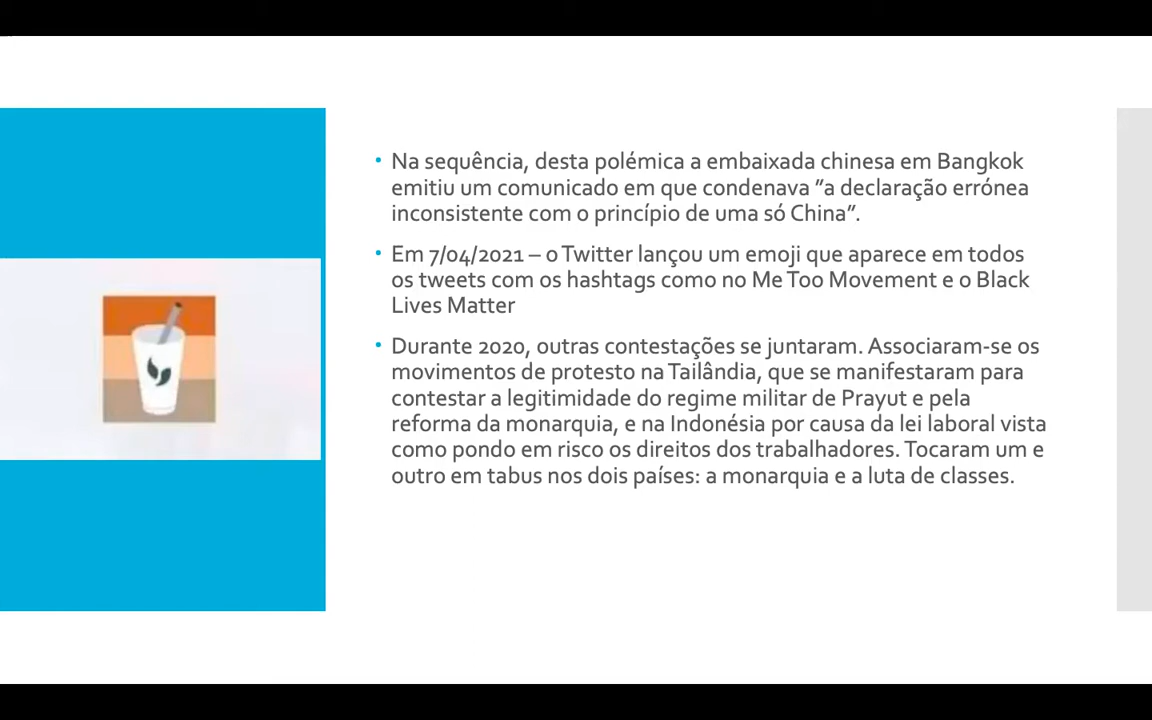 • Na sequência, desta polémica a embaixada chinesa em Bangkok
emitiu um comunicado em que condenava ”a declaração errónea
inconsistente com o princípio de uma só China”.
• Em 7/04/2021 – o Twitter lançou um emoji que aparece em todos
os tweets com os hashtags como no Me Too Movement e o Black
Lives Matter
• Durante 2020, outras contestações se juntaram. Associaram-se os
movimentos de protesto na Tailândia, que se manifestaram para
contestar a legitimidade do regime militar de Prayut e pela
reforma da monarquia, e na Indonésia por causa da lei laboral vista
como pondo em risco os direitos dos trabalhadores. Tocaram um e
outro em tabus nos dois países: a monarquia e a luta de classes.